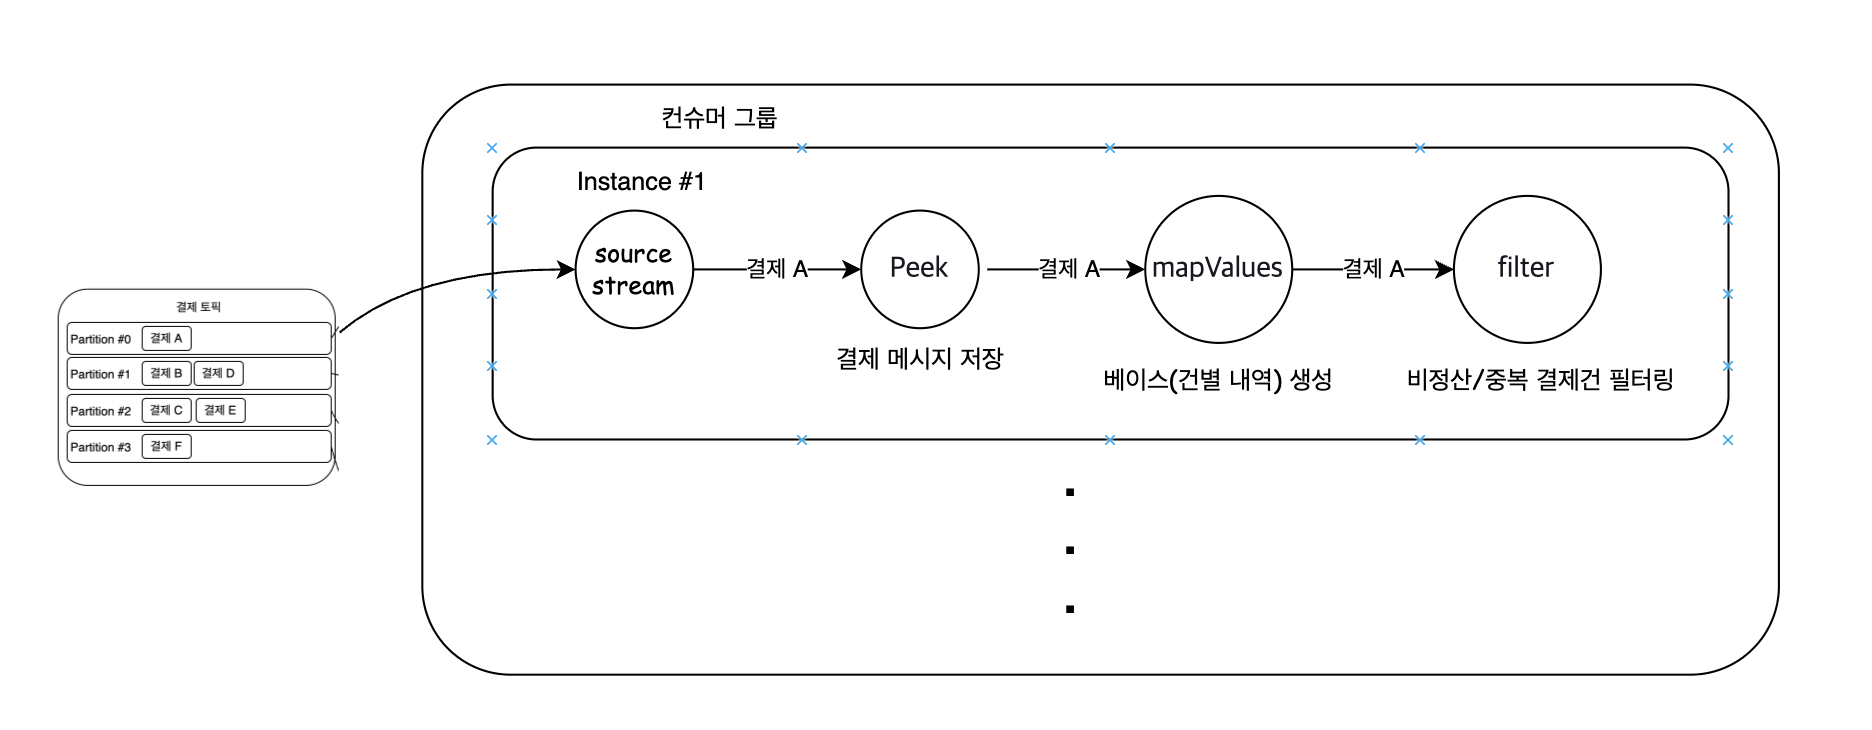 컨슈머 그룹
Instance #1
source
stream
결제 A
Peek
결제 A
mapValues
결제 A
filter
결제 메시지 저장
베이스(건별 내역) 생성
비정산/중복 결제건 필터링
결제 토픽
Partition #0 결제 A
Partition #1 결제 B 결제 D
Partition #2 결제 C 결제 E
Partition #3 결제 F